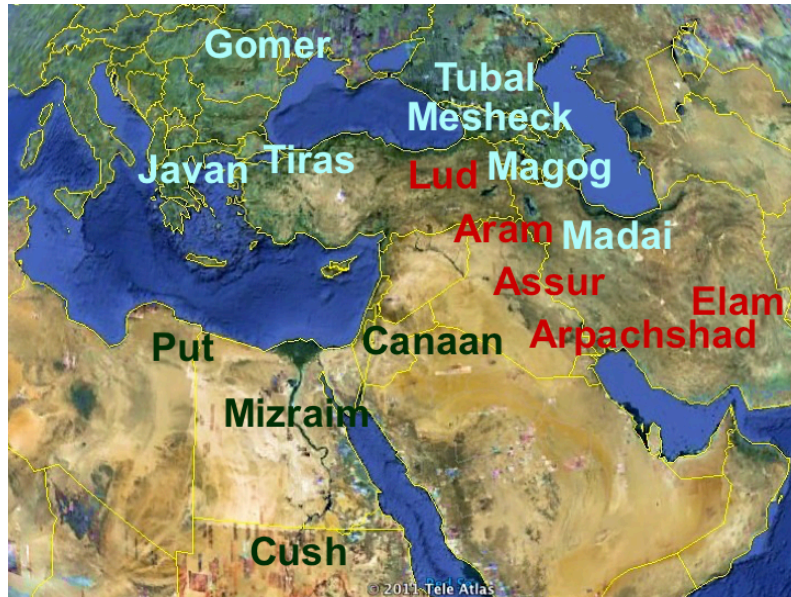 Gomer
Tubal
Mesheck
Javan
Tiras
Lud
Magog
Aram
Madai
Assur
Elam
Put
Canaan
Arpachshad
Mizraim
Cush
© 2011 Tele Atlas